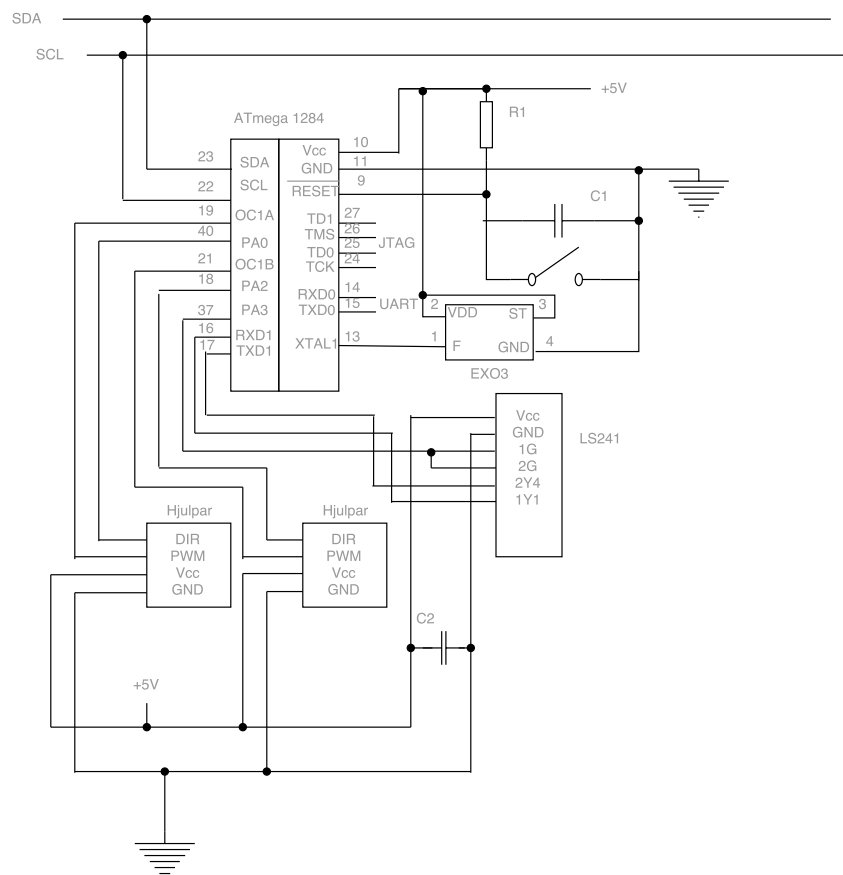 SDA
SCL
+5V
R1
ATmega 1284
10
Vcc
23
SDA
11
GND
22
SCL
9
RESET
C1
19
OC1A
27
TD1
40
PA0
26
TMS
JTAG
25
TD0
21
OC1B
24
TCK
18
PA2
14
RXD0
UART
37
PA3
15
TXD0
2
VDD
ST
3
16
RXD1
13
XTAL1
1
F
GND
4
17
TXD1
EXO3
Vcc
GND
LS241
1G
2G
2Y4
1Y1
Hjulpar
Hjulpar
DIR
DIR
PWM
PWM
Vcc
Vcc
GND
GND
C2
+5V